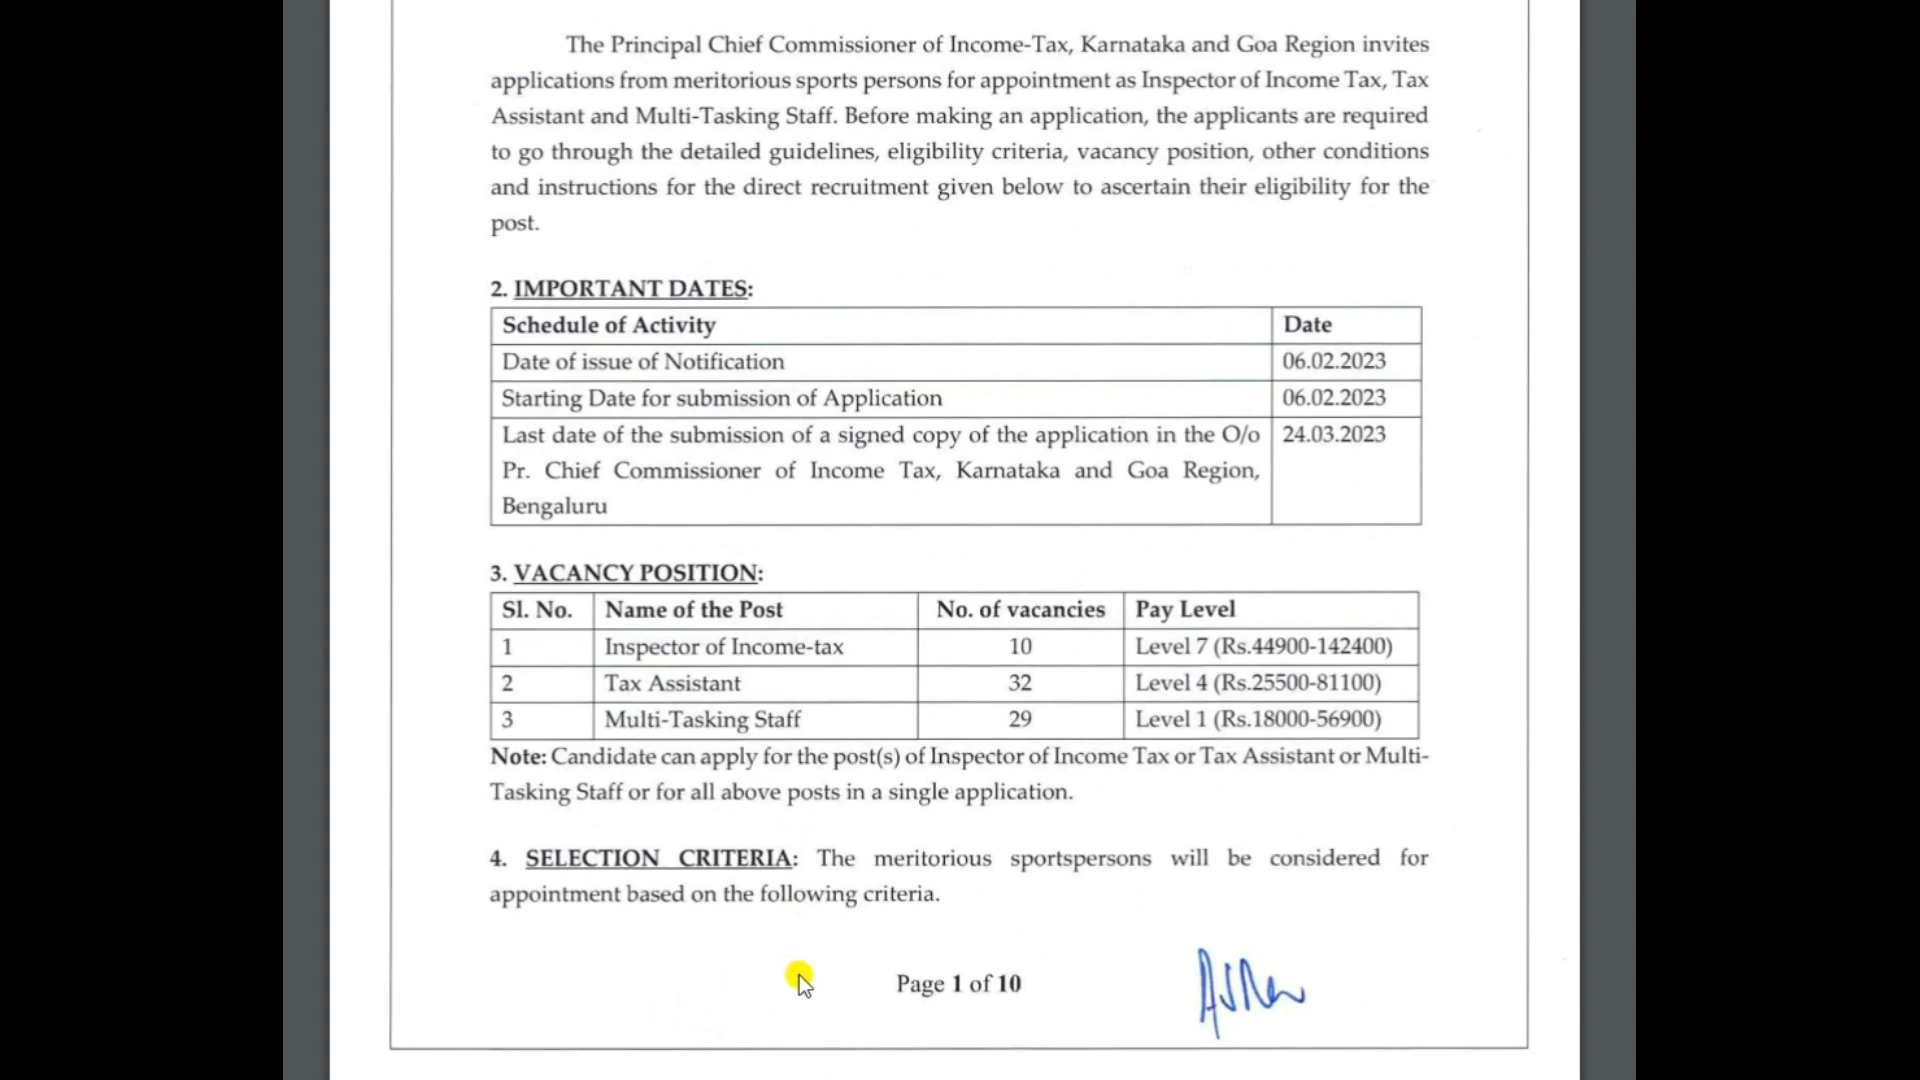 The Principal Chief Commissioner of Income-Tax, Karnataka and Goa Region invites
applications from meritorious sports persons for appointment as Inspector of Income Tax, Tax
Assistant and Multi-Tasking Staff. Before making an application, the applicants are required
to go through the detailed guidelines, eligibility criteria, vacancy position, other conditions
and instructions for the direct recruitment given below to ascertain their eligibility for the
post.
2. IMPORTANT DATES:
Schedule of Activity Date
Date of issue of Notification 06.02.2023
Starting Date for submission of Application 06.02.2023
Last date of the submission of a signed copy of the application in the O/o 24.03.2023
Pr. Chief Commissioner of Income Tax, Karnataka and Goa Region,
Bengaluru
3. VACANCY POSITION:
Sl. No. Name of the Post No. of vacancies Pay Level
1 Inspector of Income-tax 10 Level 7 (Rs.44900-142400)
2 Tax Assistant 32 Level 4 (Rs.25500-81100)
3 Multi-Tasking Staff 29 Level 1 (Rs.18000-56900)
Note: Candidate can apply for the post(s) of Inspector of Income Tax or Tax Assistant or Multi-
Tasking Staff or for all above posts in a single application.
4. SELECTION CRITERIA: The meritorious sportspersons will be considered for
appointment based on the following criteria.
Page 1 of 10